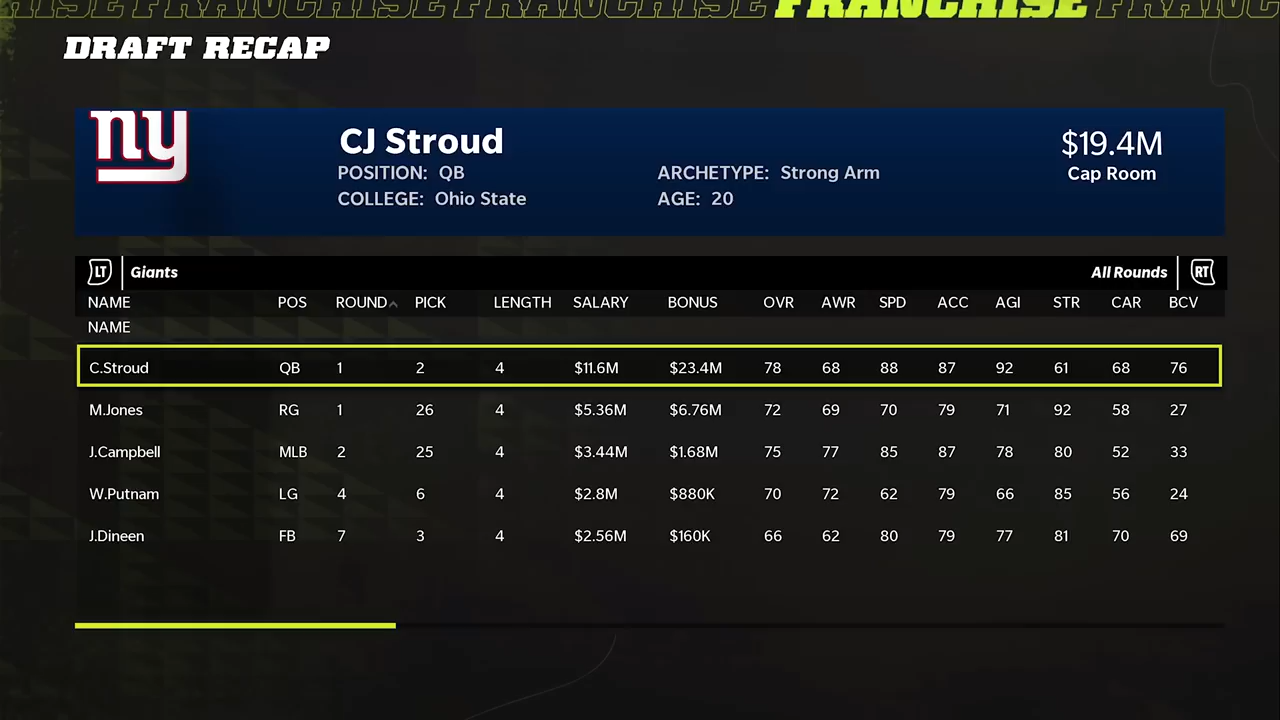 FRANCHISE FRANCHISE FRANCHISE FRANCHISE
DRAFT RECAP
ny
CJ Stroud
$19.4M
POSITION: QB
ARCHETYPE: Strong Arm
Cap Room
COLLEGE: Ohio State
AGE: 20
LT Giants All Rounds RT
NAME POS ROUND PICK LENGTH SALARY BONUS OVR AWR SPD ACC AGI STR CAR BCV
NAME
C.Stroud QB 1 2 4 $11.6M $23.4M 78 68 88 87 92 61 68 76
M.Jones RG 1 26 4 $5.36M $6.76M 72 69 70 79 71 92 58 27
J.Campbell MLB 2 25 4 $3.44M $1.68M 75 77 85 87 78 80 52 33
W.Putnam LG 4 6 4 $2.8M $880K 70 72 62 79 66 85 56 24
J.Dineen FB 7 3 4 $2.56M $160K 66 62 80 79 77 81 70 69